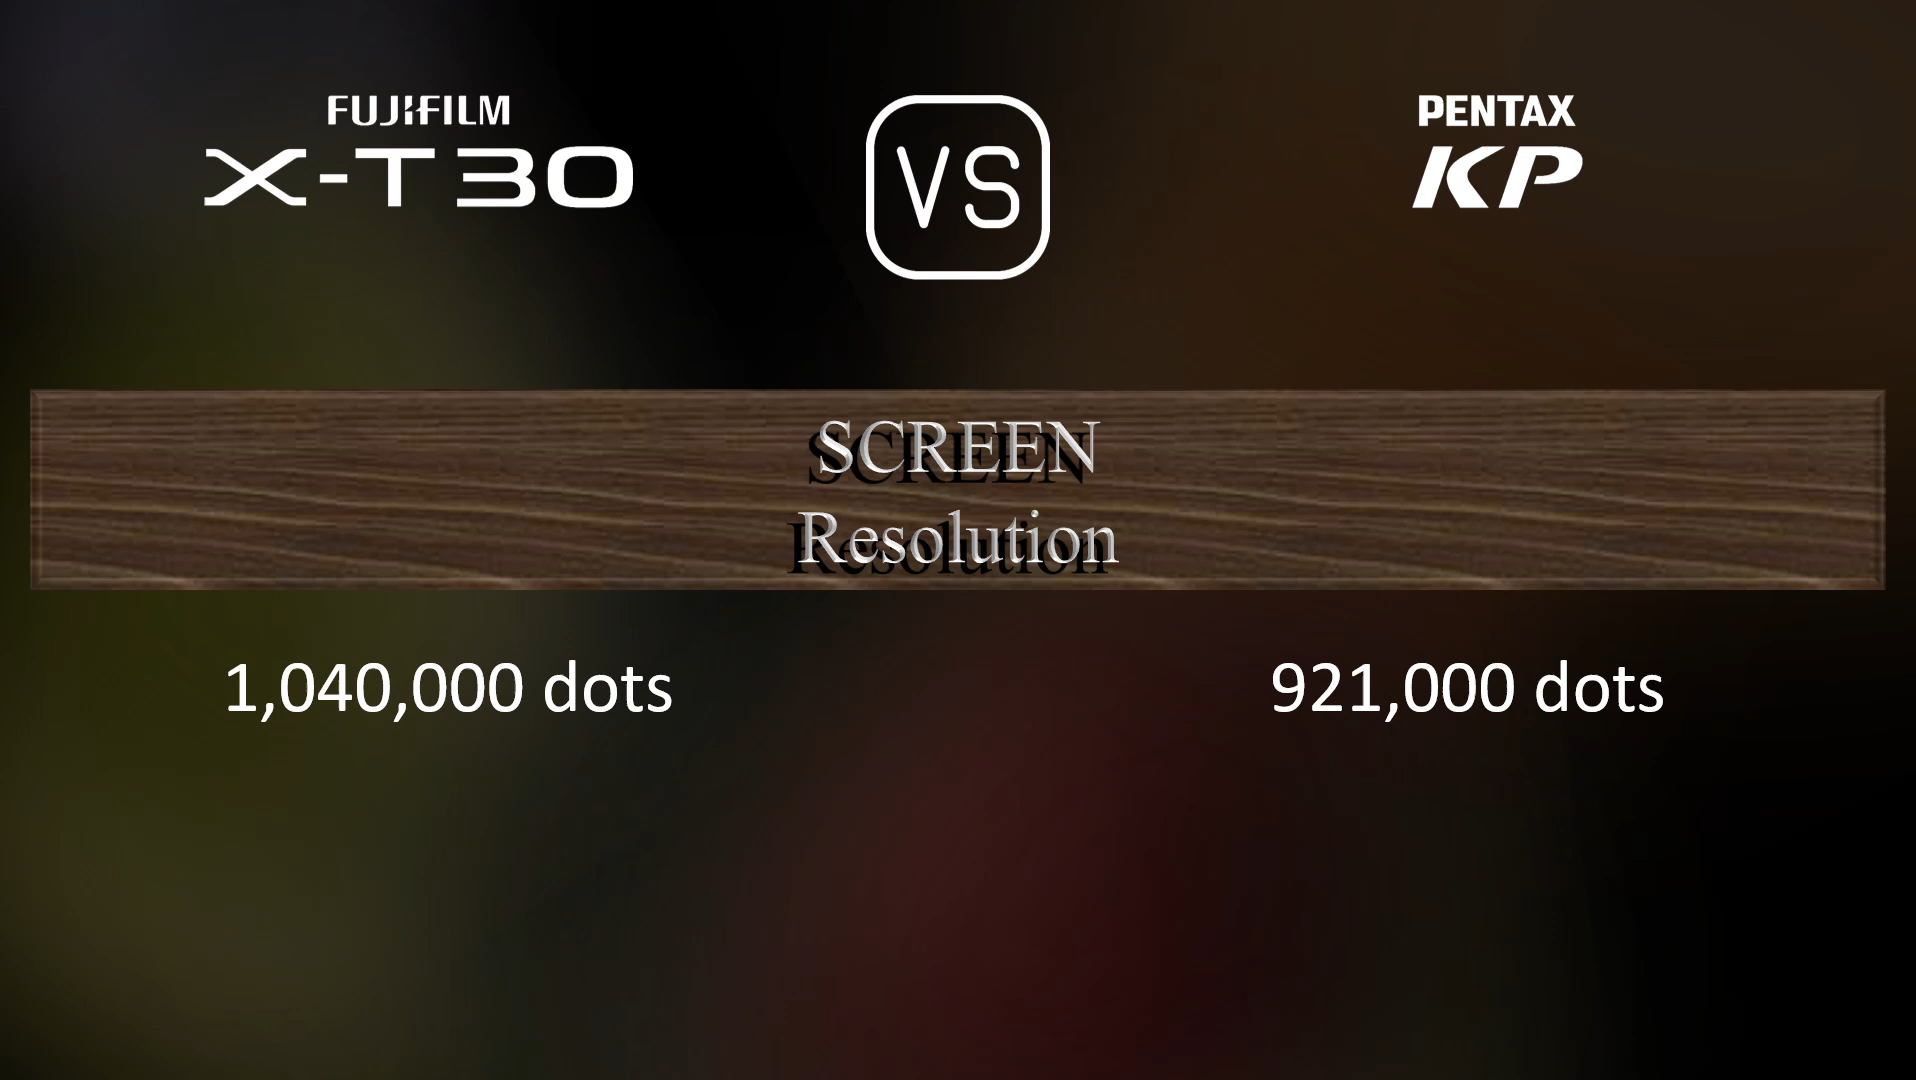 FUJIFILM
X-T30
VS
PENTAX
KP
SCREEN
Resolution
1,040,000 dots
921,000 dots